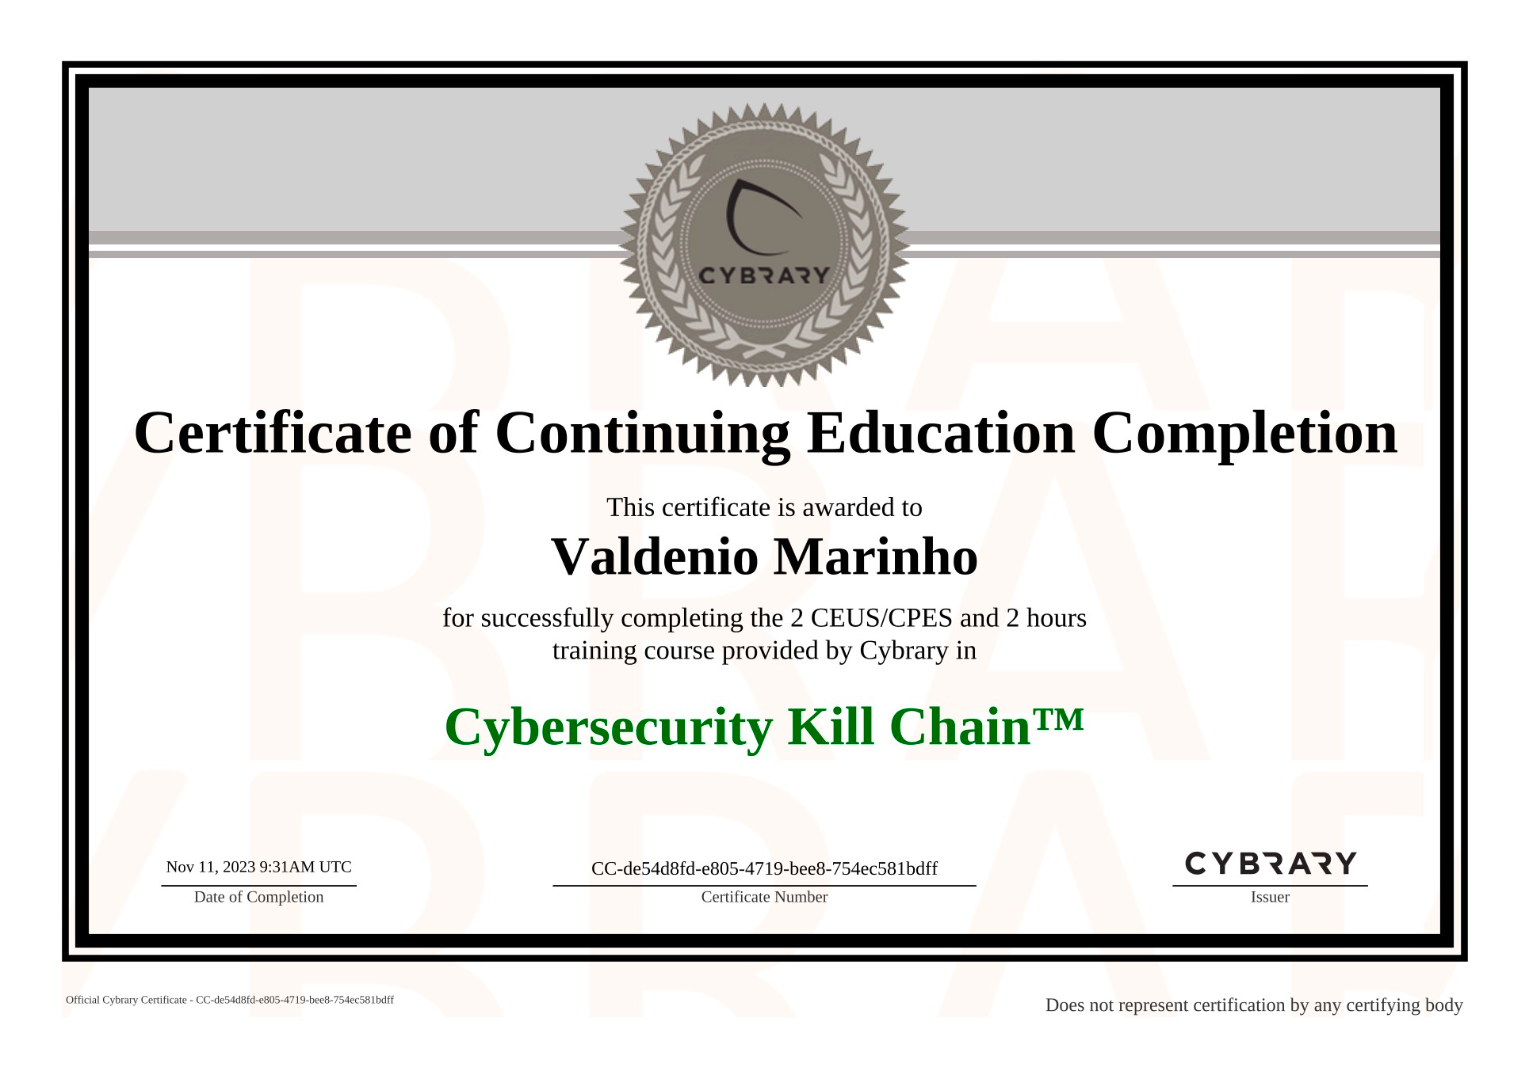 CYBRARY
Certificate of Continuing Education Completion
This certificate is awarded to
Valdenio Marinho
for successfully completing the 2 CEUS/CPES and 2 hours
training course provided by Cybrary in
Cybersecurity Kill Chain™
Nov 11, 2023 9:31AM UTC
Date of Completion
CC-de54d8fd-e805-4719-bee8-754ec581bdff
Certificate Number
CYBRARY
Issuer
Official Cybrary Certificate - CC-de54d8fd-e805-4719-bee8-754ec581bdff
Does not represent certification by any certifying body